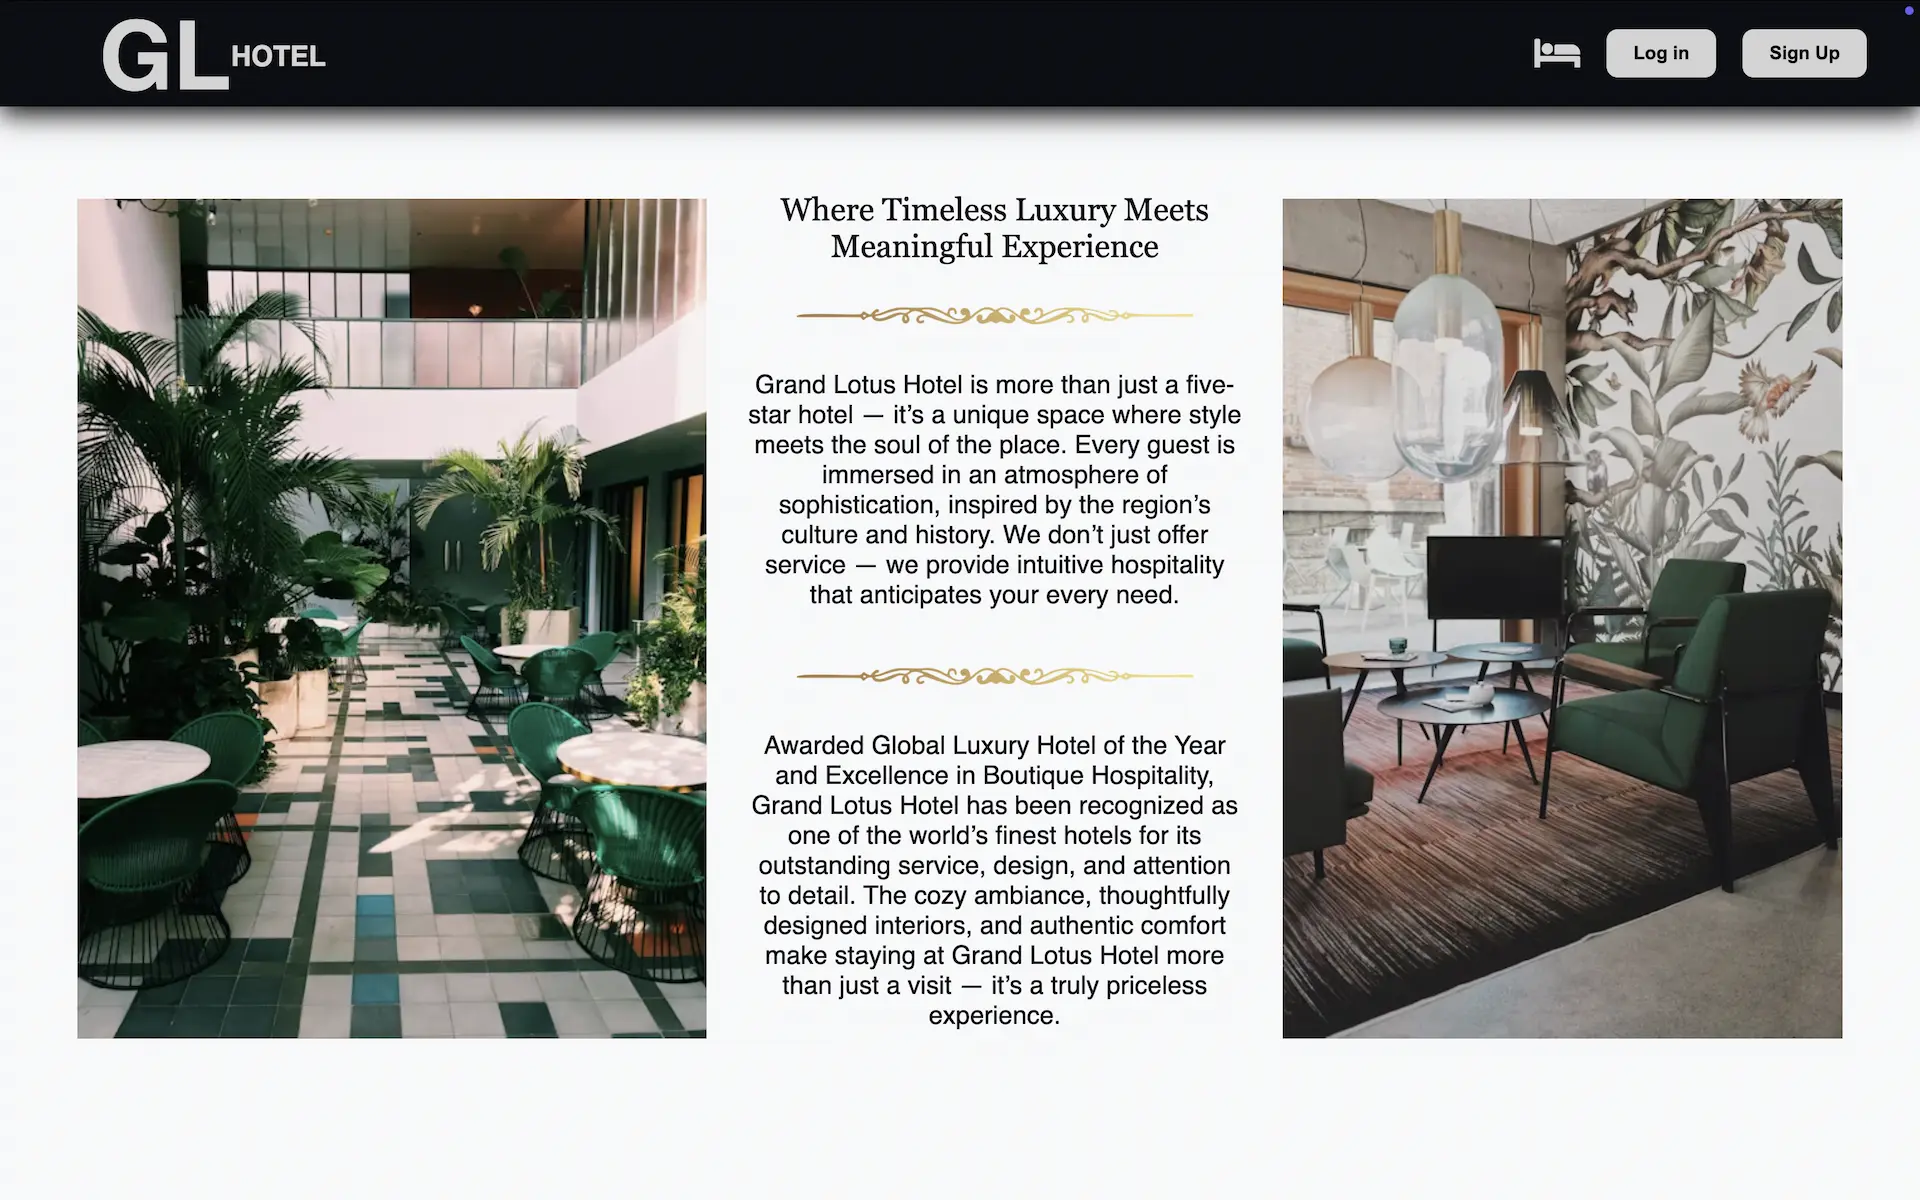 GL HOTEL
Log in
Sign Up
Where Timeless Luxury Meets
Meaningful Experience
Grand Lotus Hotel is more than just a five-
star hotel — it’s a unique space where style
meets the soul of the place. Every guest is
immersed in an atmosphere of
sophistication, inspired by the region’s
culture and history. We don’t just offer
service — we provide intuitive hospitality
that anticipates your every need.
Awarded Global Luxury Hotel of the Year
and Excellence in Boutique Hospitality,
Grand Lotus Hotel has been recognized as
one of the world’s finest hotels for its
outstanding service, design, and attention
to detail. The cozy ambiance, thoughtfully
designed interiors, and authentic comfort
make staying at Grand Lotus Hotel more
than just a visit — it’s a truly priceless
experience.